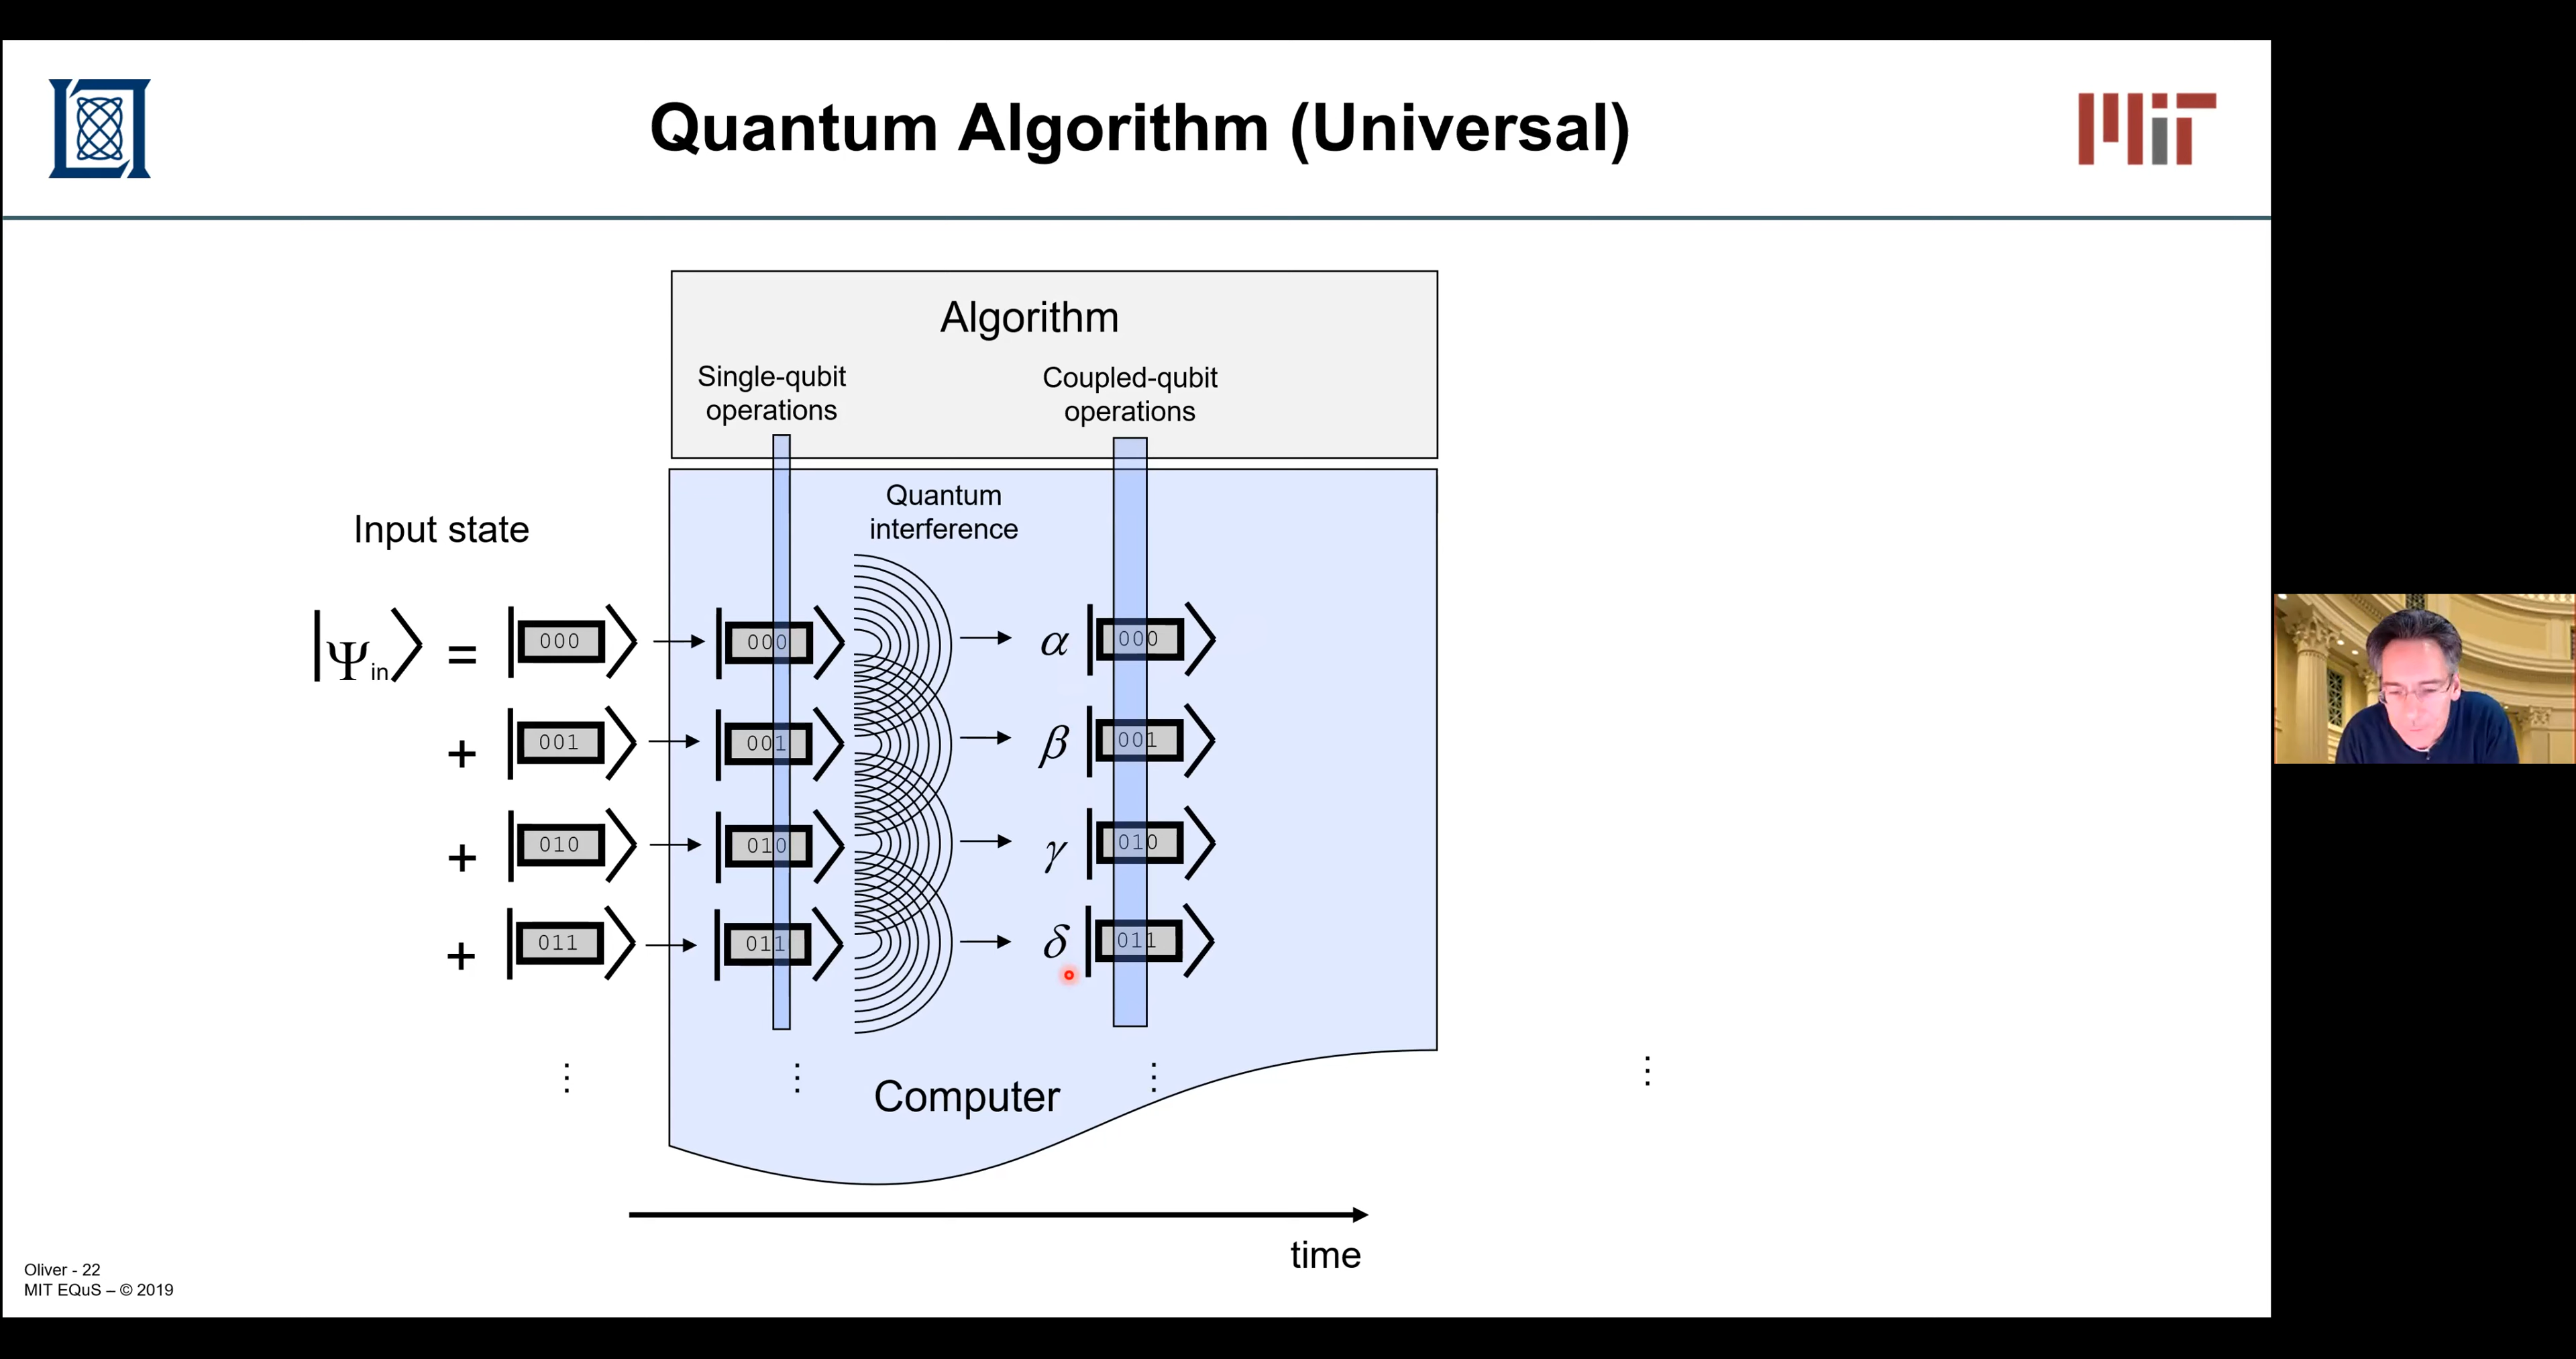 Quantum Algorithm (Universal)
MIT
Algorithm
Single-qubit
operations
Coupled-qubit
operations
Quantum
interference
Input state
|Ψin⟩ = |000⟩ → |000⟩ → α |000⟩
+ |001⟩ → |001⟩ → β |001⟩
+ |010⟩ → |010⟩ → γ |010⟩
+ |011⟩ → |011⟩ → δ |011⟩
⋮ ⋮ ⋮ ⋮
Computer
time
Oliver - 22
MIT EQuS – © 2019